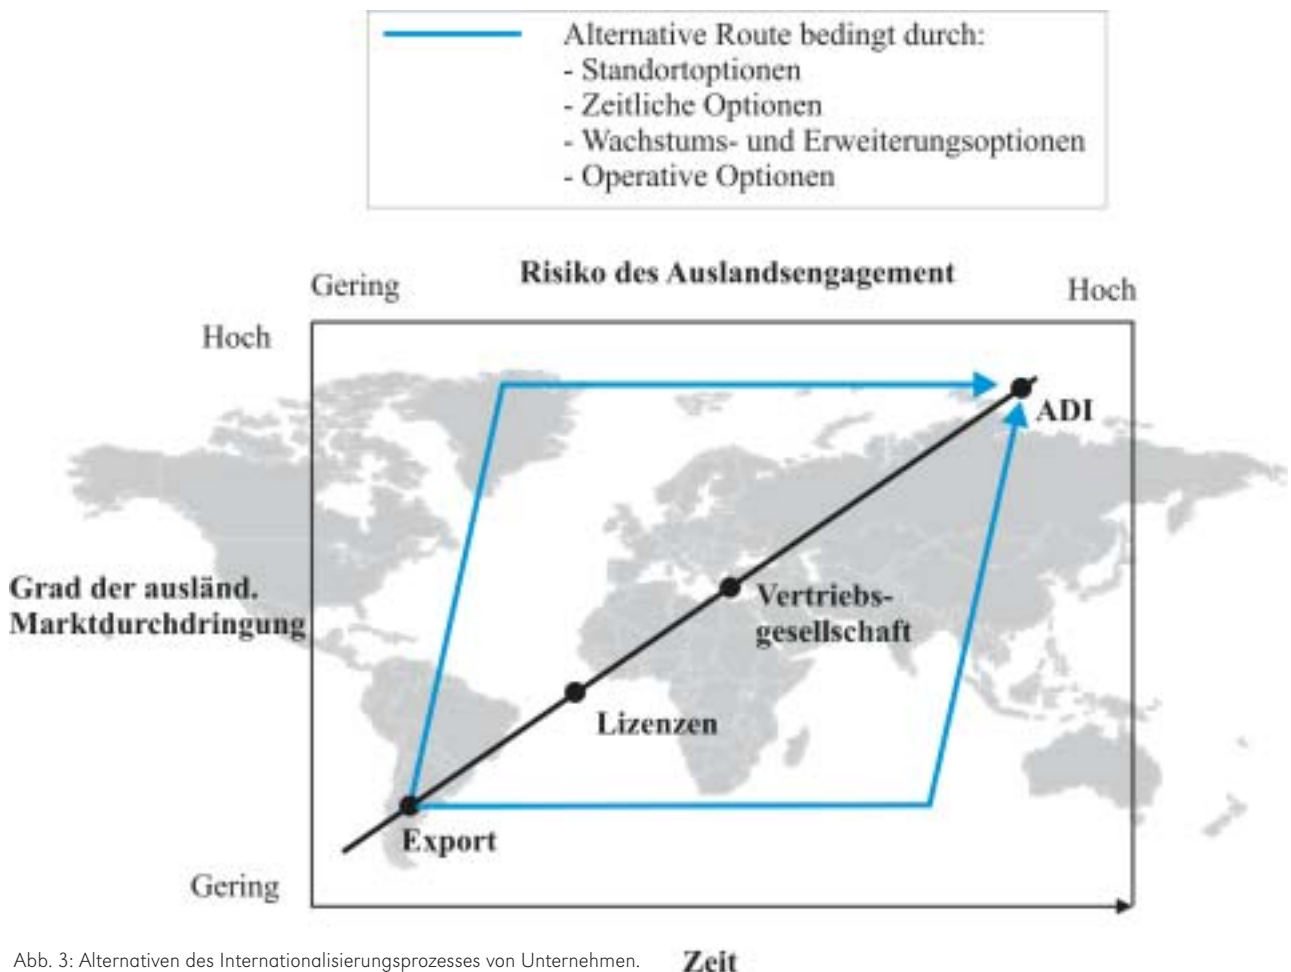 Alternative Route bedingt durch:
- Standortoptionen
- Zeitliche Optionen
- Wachstums- und Erweiterungsoptionen
- Operative Optionen
Gering
Risiko des Auslandsengagement
Hoch
Hoch
ADI
Grad der ausländ.
Marktdurchdringung
Vertriebs-
gesellschaft
Lizenzen
Export
Gering
Abb. 3: Alternativen des Internationalisierungsprozesses von Unternehmen.
Zeit